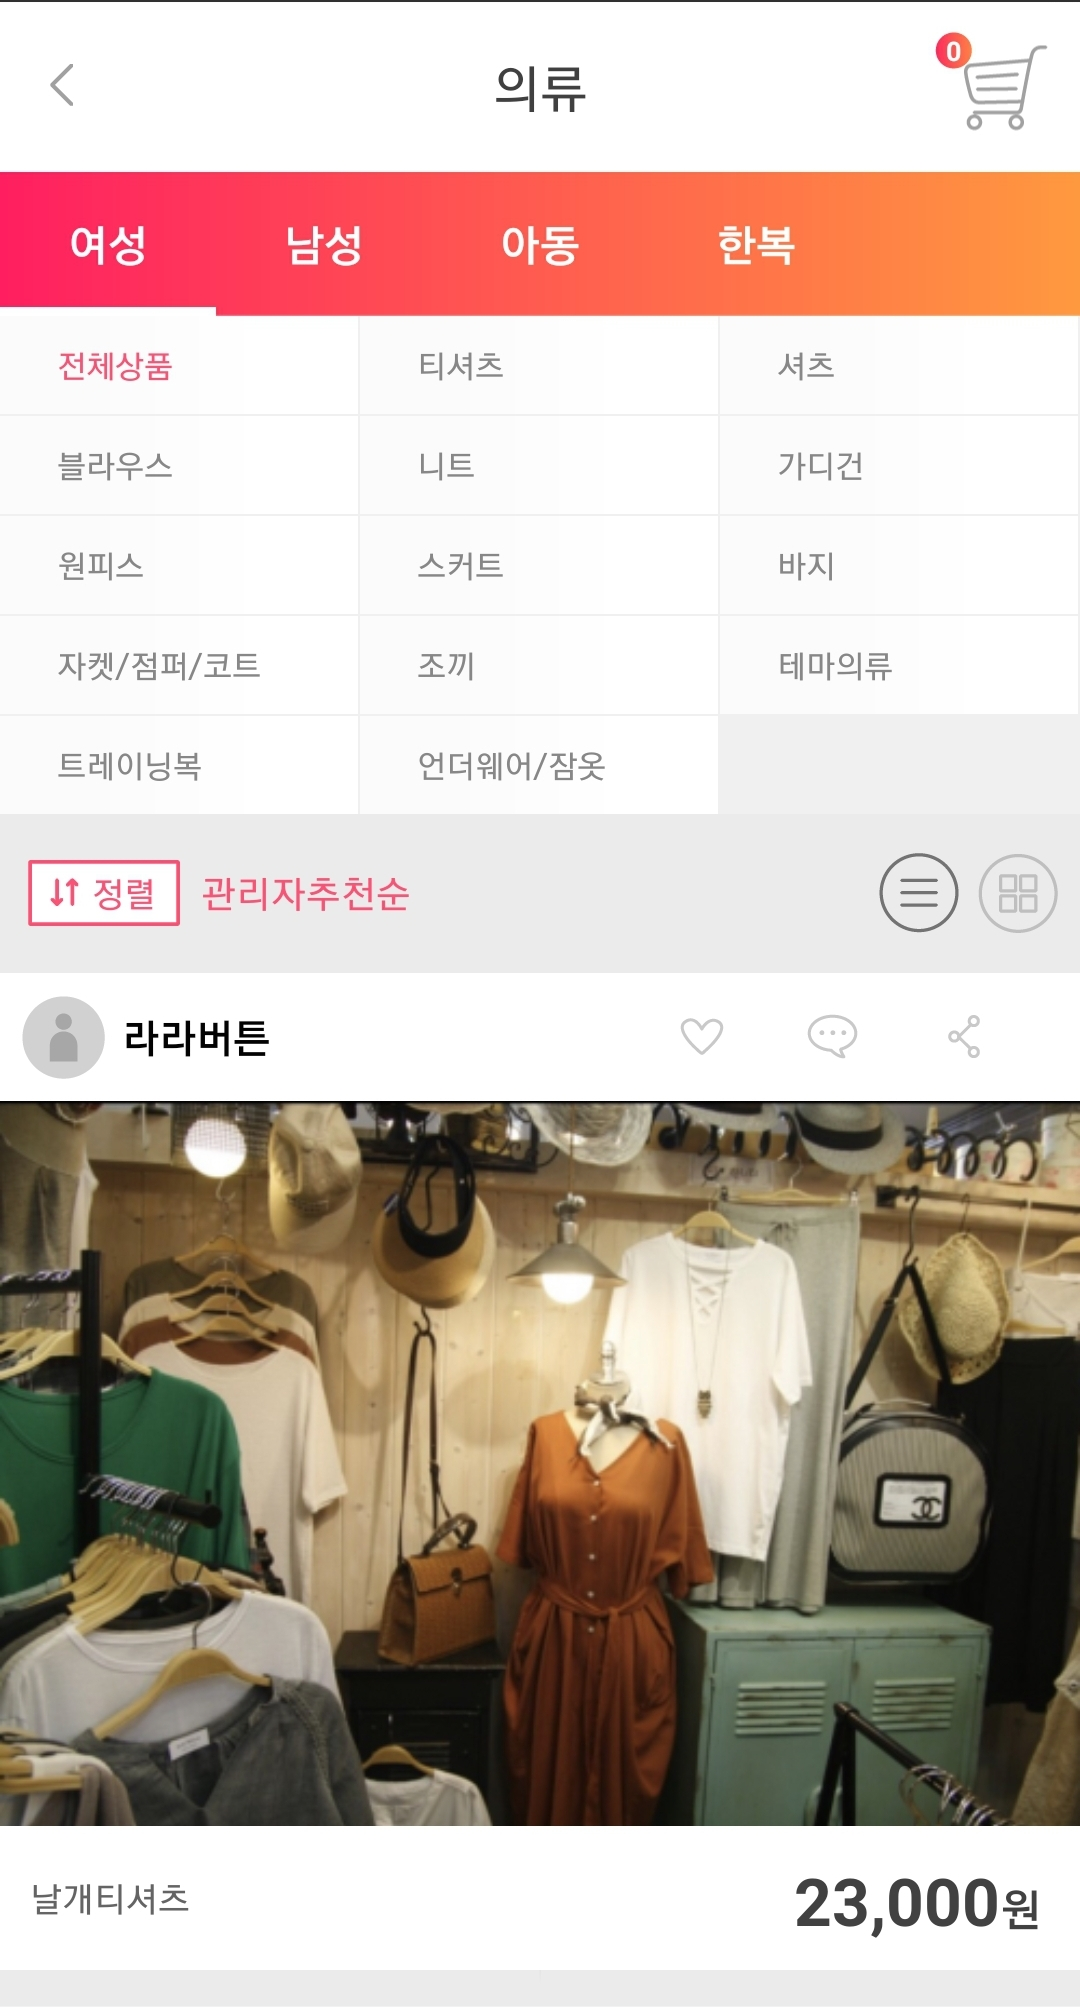 의류
0
여성 남성 아동 한복
전체상품 티셔츠 셔츠
블라우스 니트 가디건
원피스 스커트 바지
자켓/점퍼/코트 조끼 테마의류
트레이닝복 언더웨어/잠옷
정렬 관리자추천순
라라버튼
날개티셔츠 23,000원